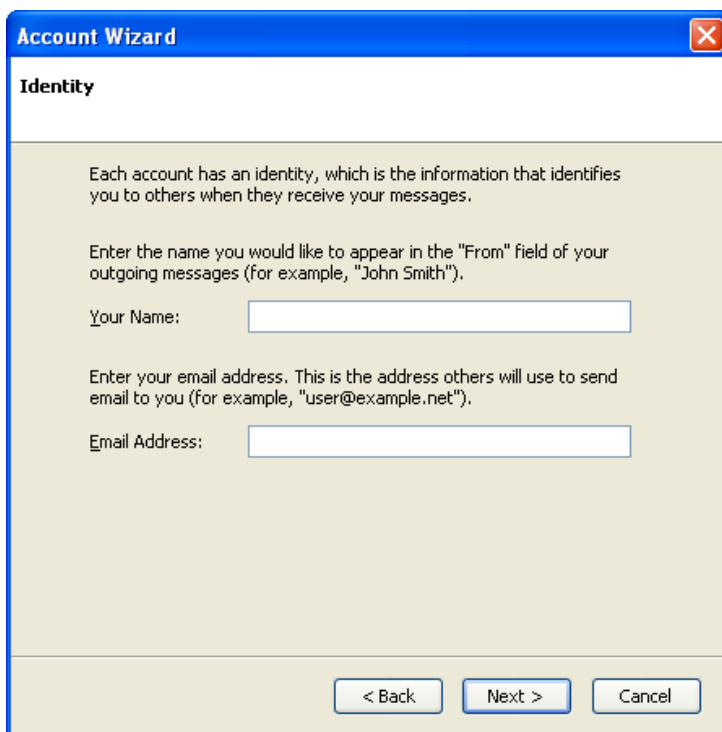 Account Wizard
Identity
Each account has an identity, which is the information that identifies
you to others when they receive your messages.
Enter the name you would like to appear in the "From" field of your
outgoing messages (for example, "John Smith").
Your Name:
Enter your email address. This is the address others will use to send
email to you (for example, "user@example.net").
Email Address:
< Back Next > Cancel